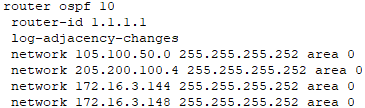 router ospf 10
router-id 1.1.1.1
log-adjacency-changes
network 105.100.50.0 255.255.255.252 area 0
network 205.200.100.4 255.255.255.252 area 0
network 172.16.3.144 255.255.255.252 area 0
network 172.16.3.148 255.255.255.252 area 0